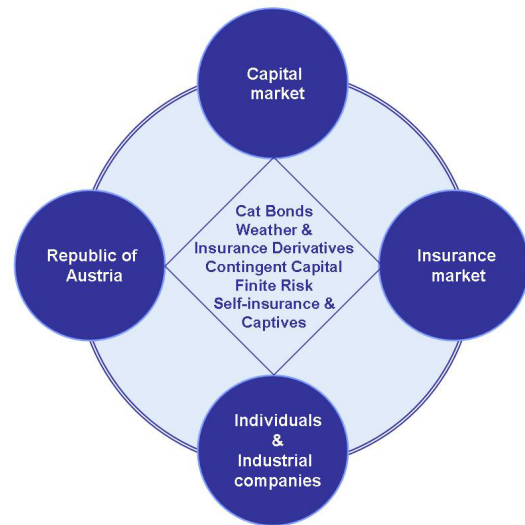 Capital
market
Republic of
Austria
Cat Bonds
Weather &
Insurance Derivatives
Contingent Capital
Finite Risk
Self-insurance &
Captives
Insurance
market
Individuals
&
Industrial
companies